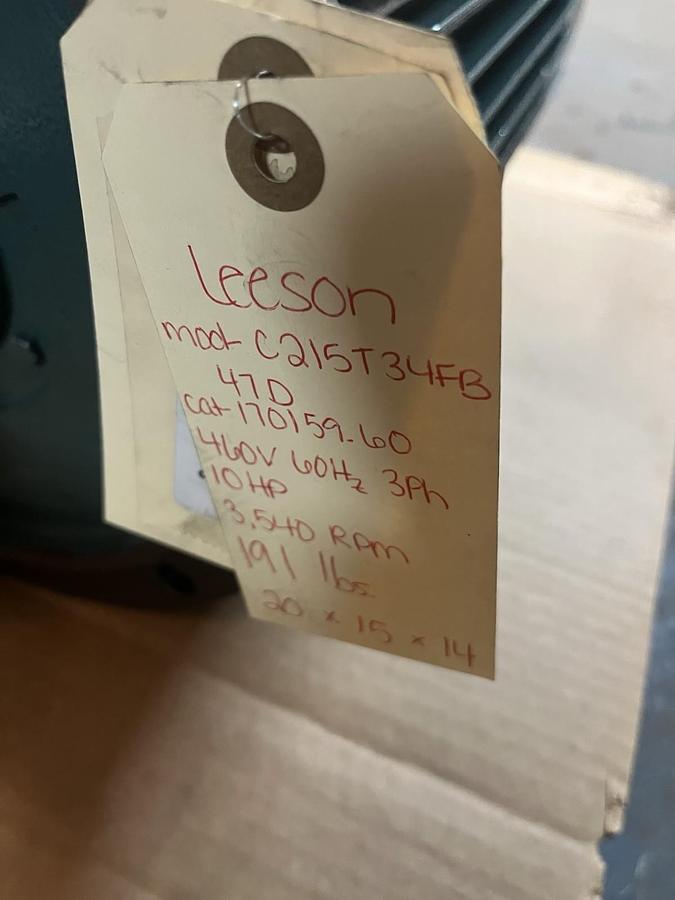 Leeson
mod# C215T34FB
47D
cat-170159.60
460V 60Hz 3Ph
10HP
3,540 RPM
191 lbs.
20 x 15 x 14